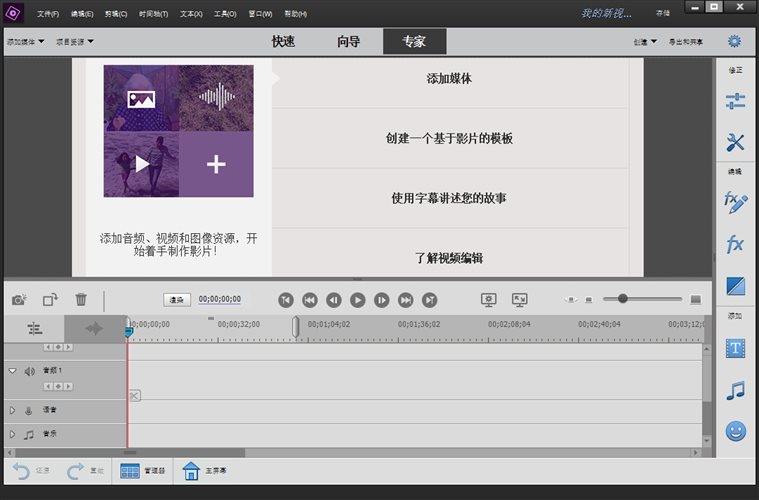 文件(F) 编辑(E) 剪辑(C) 时间轴(T) 文本(X) 工具(O) 窗口(W) 帮助(H) 我的新视... 存储
添加媒体 项目资源 快速 向导 专家 创建 导出和共享
修正
添加媒体
创建一个基于影片的模板
使用字幕讲述您的故事
了解视频编辑
添加音频、视频和图像资源，开
始着手制作影片！
编辑
fx
fx
渲染 00;00;00;00
添加
0;00;00;00 00;00;32;00 00;01;04;02 00;01;36;02 00;02;08;04 00;02;40;04 00;03;12;0
T
音频 1
语音
音乐
还原 重做 管理器 主屏幕